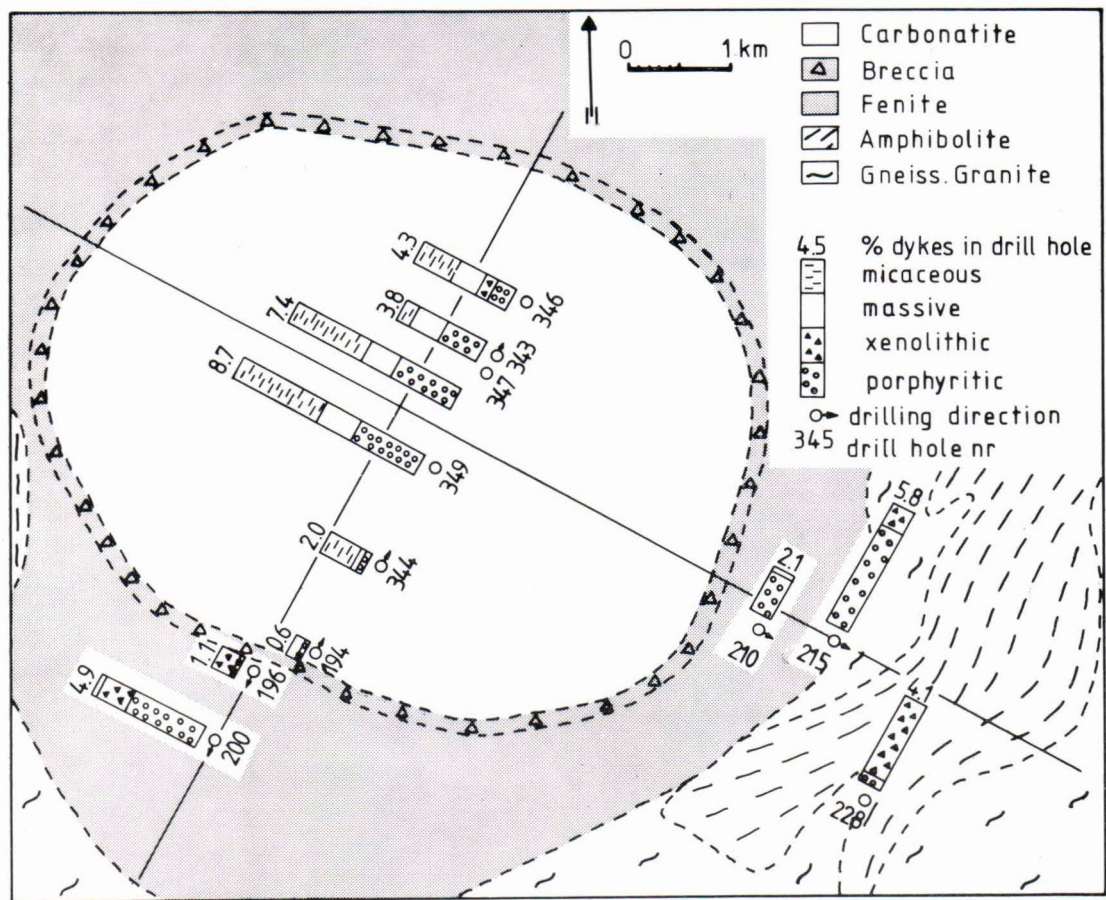 0 1 km
Carbonatite
Breccia
Fenite
Amphibolite
Gneiss. Granite
4.5 % dykes in drill hole
micaceous
massive
xenolithic
porphyritic
drilling direction
345 drill hole nr
4.3
346
3.8
343
7.4
347
8.7
349
2.0
344
0.6
194
1.1
196
4.9
200
2.1
210
5.8
215
4.1
228